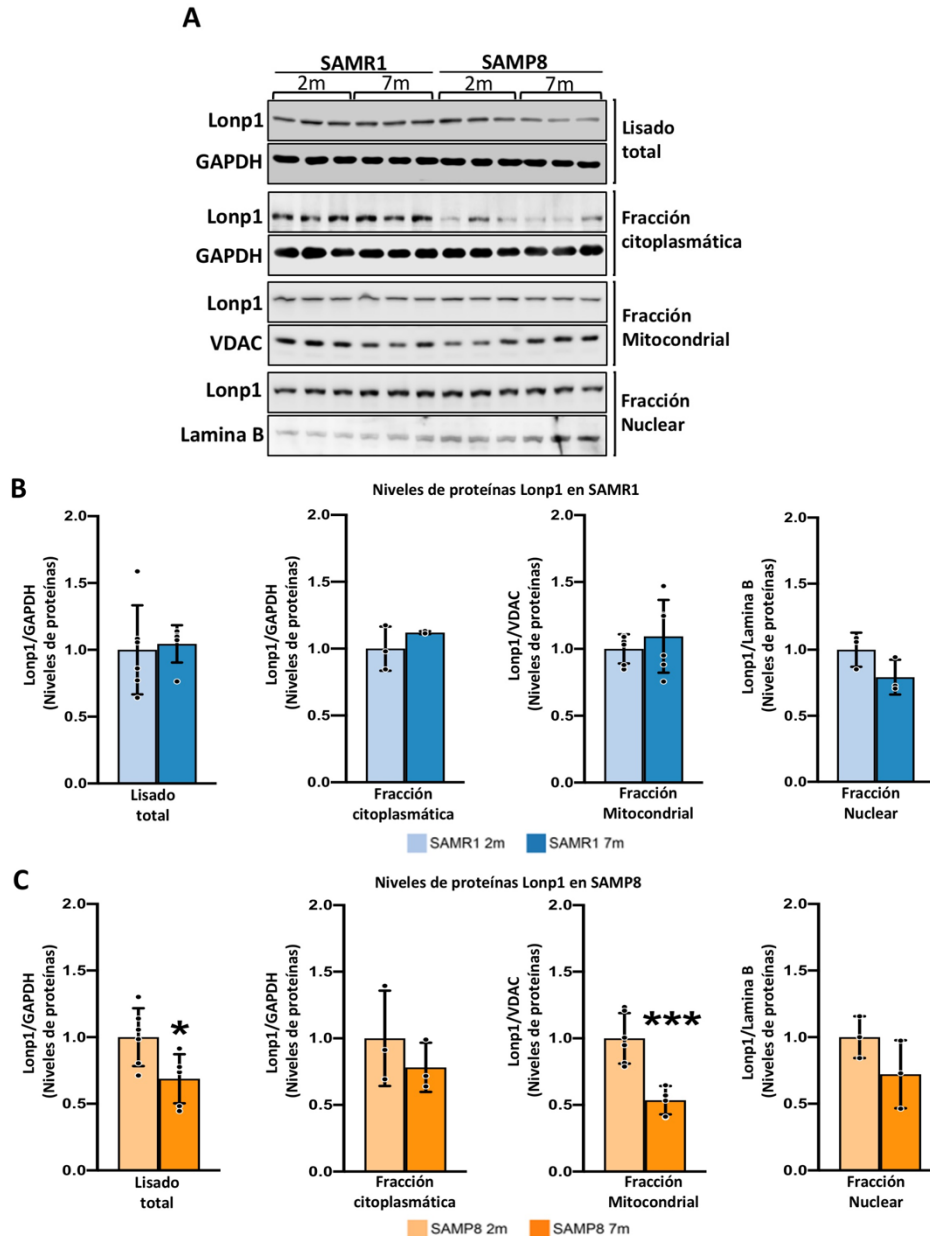 A
SAMR1 SAMP8
2m 7m 2m 7m
Lonp1
GAPDH
Lisado
total
Lonp1
GAPDH
Fracción
citoplasmática
Lonp1
VDAC
Fracción
Mitocondrial
Lonp1
Lamina B
Fracción
Nuclear
B
Niveles de proteínas Lonp1 en SAMR1
Lonp1/GAPDH
(Niveles de proteínas)
2.0
1.5
1.0
0.5
0.0
Lisado
total
Lonp1/GAPDH
(Niveles de proteínas)
2.0
1.5
1.0
0.5
0.0
Fracción
citoplasmática
Lonp1/VDAC
(Niveles de proteínas)
2.0
1.5
1.0
0.5
0.0
Fracción
Mitocondrial
Lonp1/Lamina B
(Niveles de proteínas)
2.0
1.5
1.0
0.5
0.0
Fracción
Nuclear
SAMR1 2m SAMR1 7m
C
Niveles de proteínas Lonp1 en SAMP8
Lonp1/GAPDH
(Niveles de proteínas)
2.0
1.5
1.0
0.5
0.0
*
Lisado
total
Lonp1/GAPDH
(Niveles de proteínas)
2.0
1.5
1.0
0.5
0.0
Fracción
citoplasmática
Lonp1/VDAC
(Niveles de proteínas)
2.0
1.5
1.0
0.5
0.0
***
Fracción
Mitocondrial
Lonp1/Lamina B
(Niveles de proteínas)
2.0
1.5
1.0
0.5
0.0
Fracción
Nuclear
SAMP8 2m SAMP8 7m